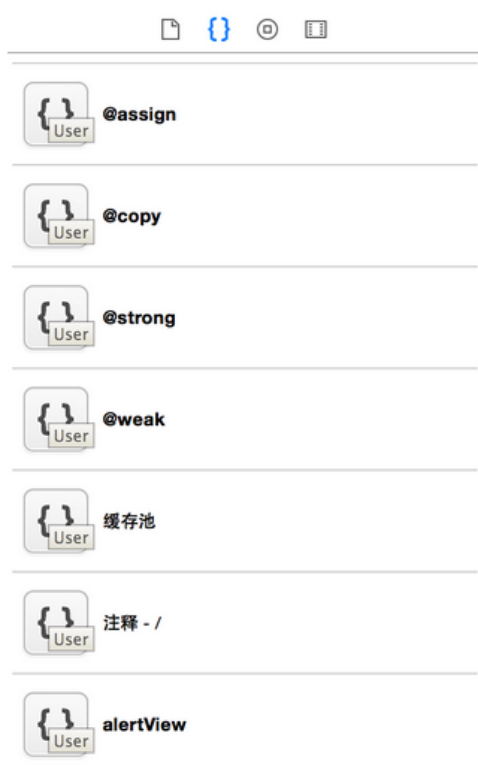 {}
{ }
User
@assign
{ }
User
@copy
{ }
User
@strong
{ }
User
@weak
{ }
User
缓存池
{ }
User
注释 - /
{ }
User
alertView